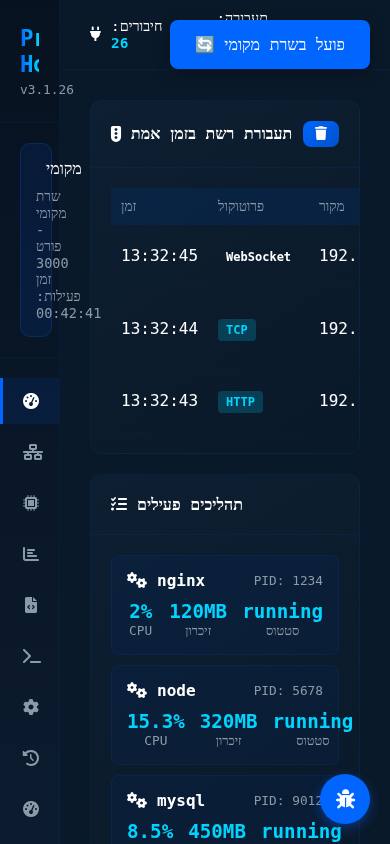 v3.1.26
חיבורים:
26
פועל בשרת מקומי
מקומי
שרת
מקומי
-
פורט
3000
זמן
פעילות:
00:42:41
תעבורת רשת בזמן אמת
זמן פרוטוקול מקור
13:32:45 WebSocket 192.
13:32:44 TCP 192.
13:32:43 HTTP 192.
תהליכים פעילים
nginx PID: 1234
2% 120MB running
CPU זיכרון סטטוס
node PID: 5678
15.3% 320MB running
CPU זיכרון סטטוס
mysql PID: 9012
8.5% 450MB running